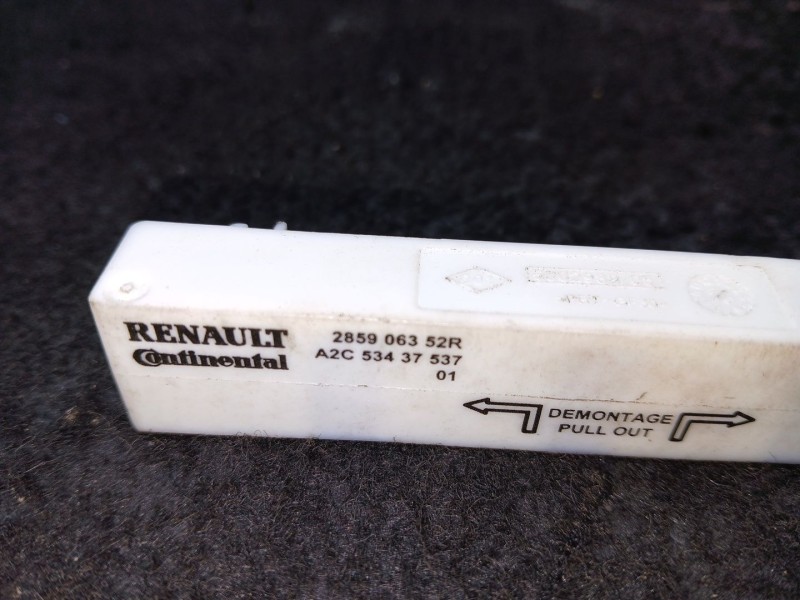 RENAULT
Continental
2859 063 52R
A2C 534 37 537
01
DEMONTAGE
PULL OUT